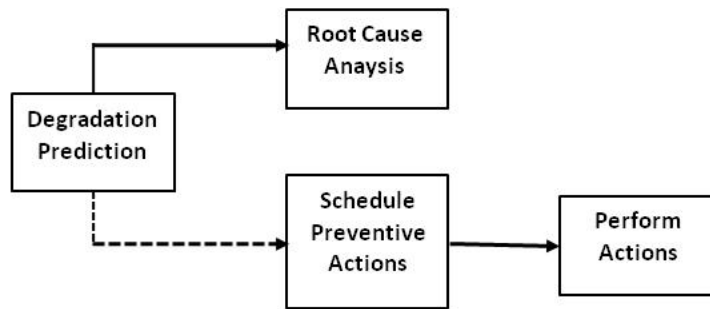 Root Cause
Anaysis
Degradation
Prediction
Schedule
Preventive
Actions
Perform
Actions